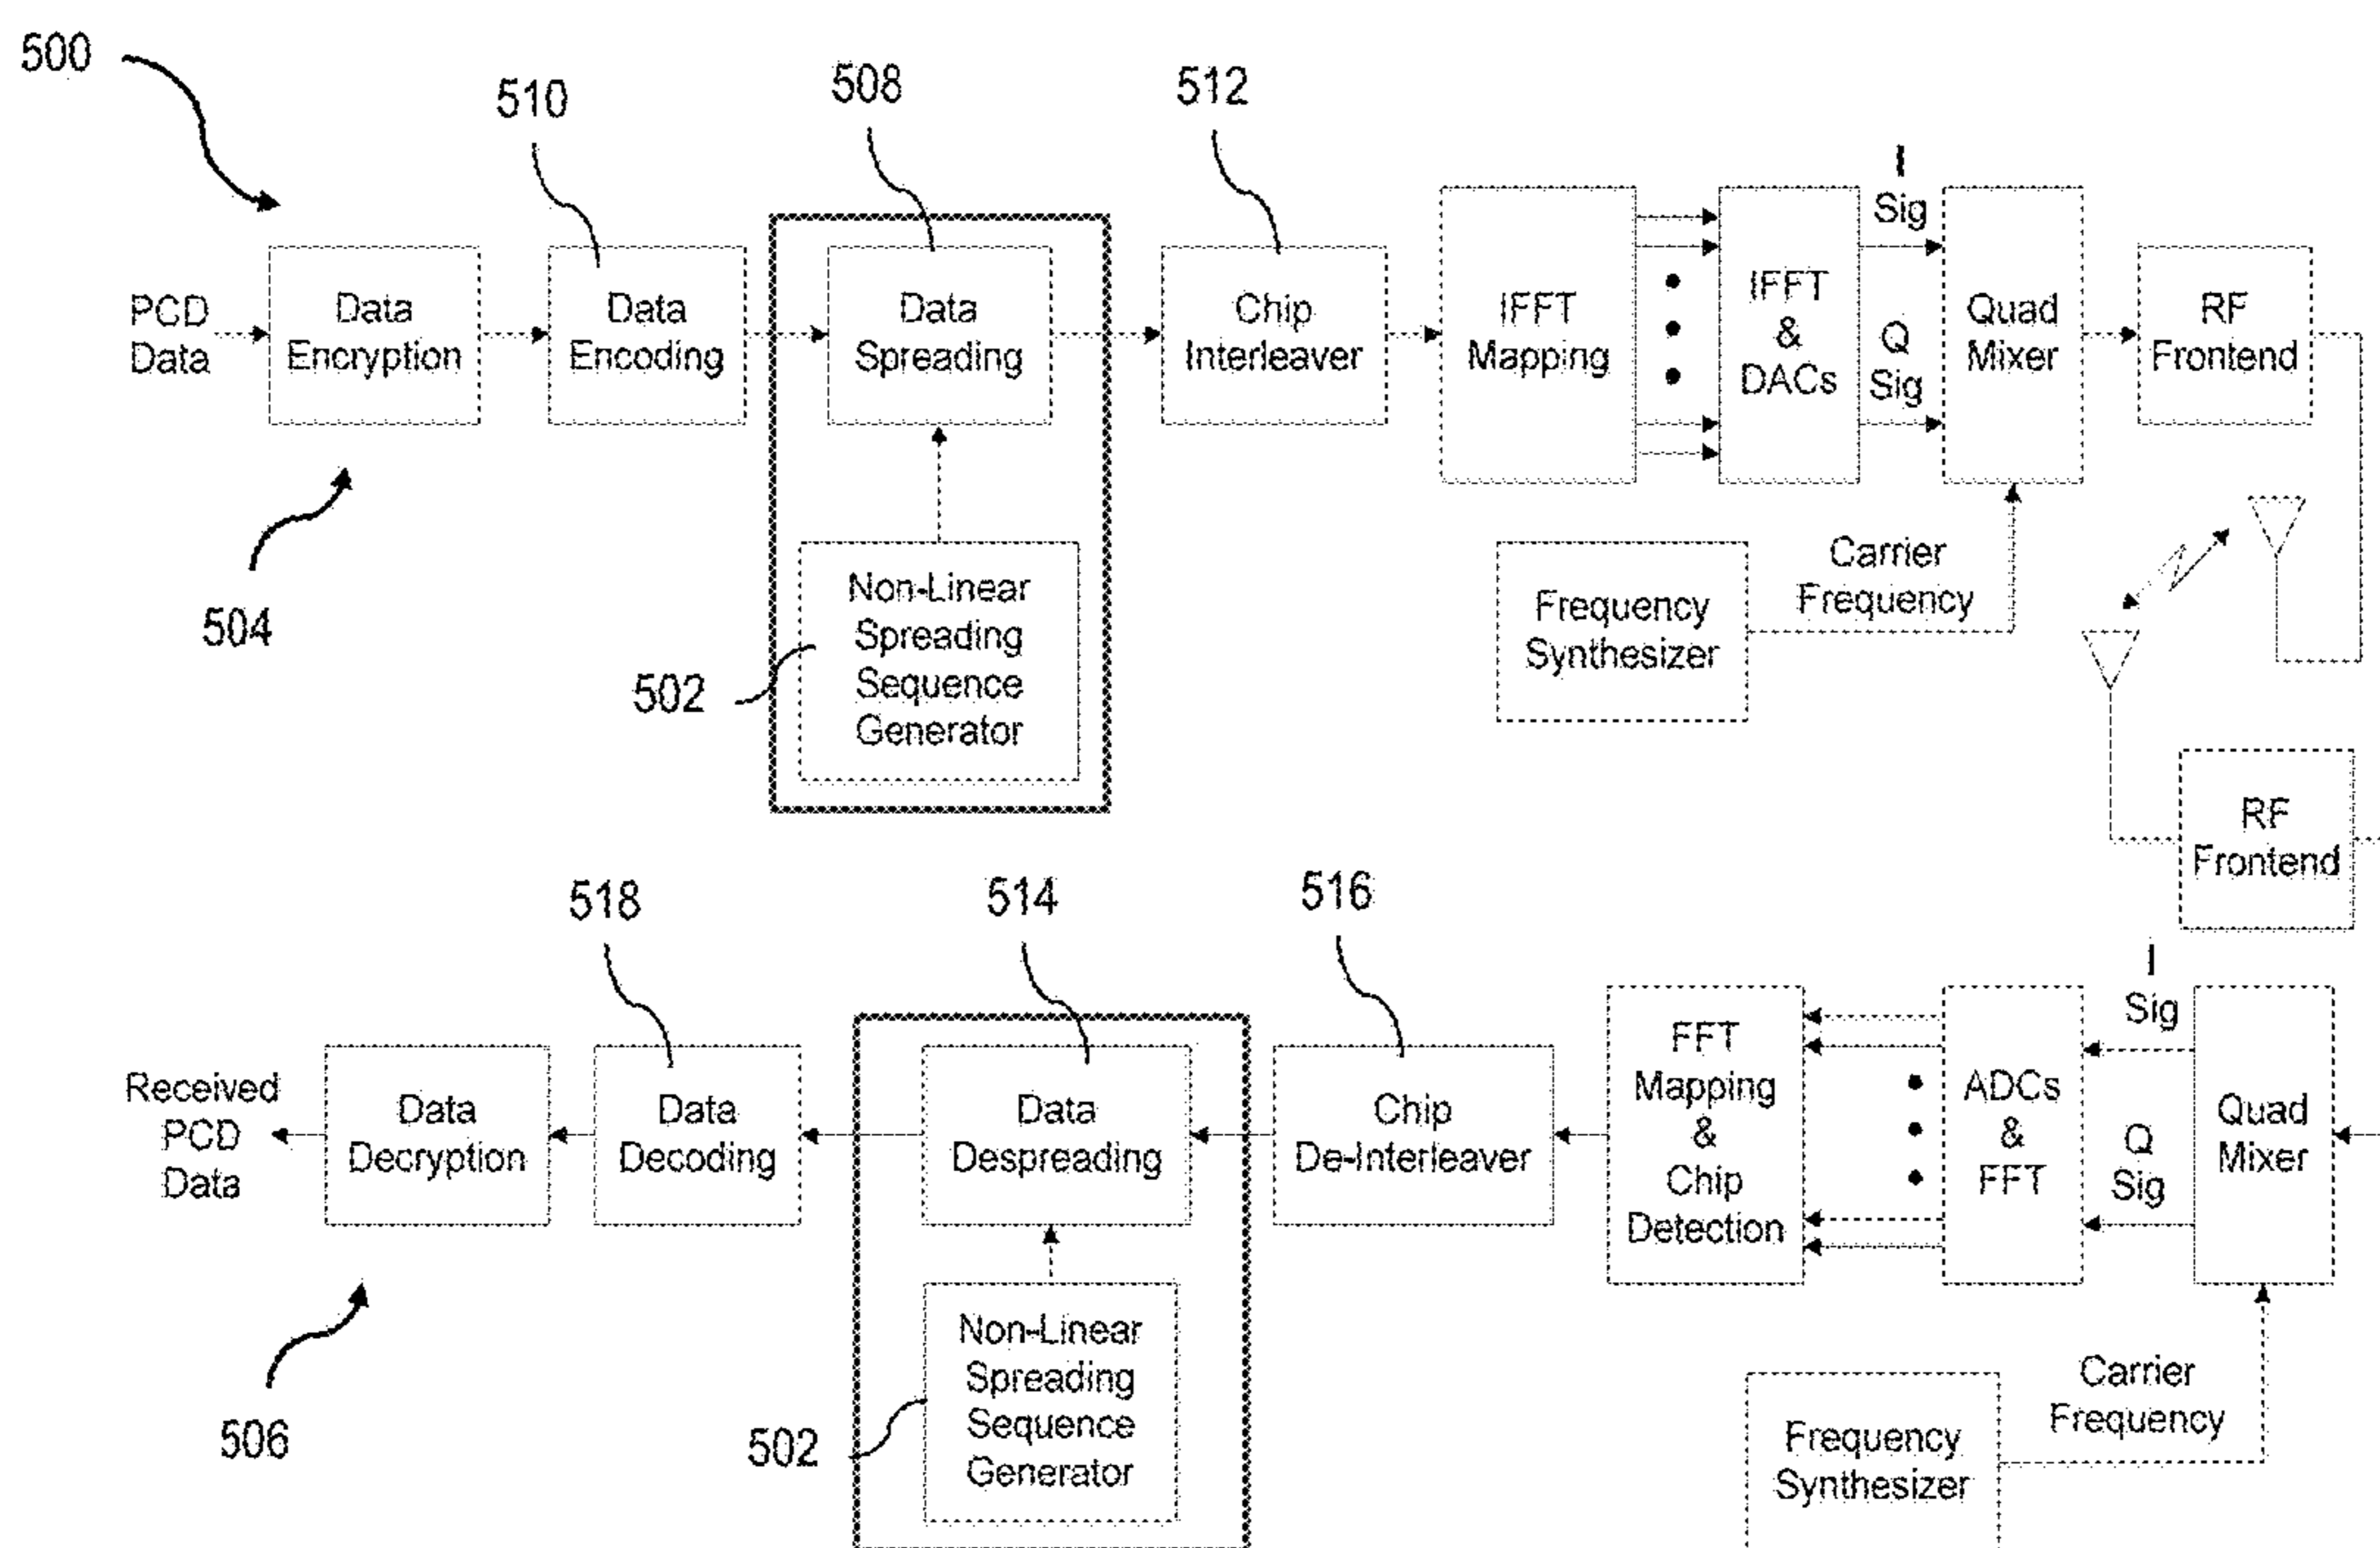 500
510
508
512
PCD
Data
Data
Encryption
Data
Encoding
Data
Spreading
Chip
Interleaver
IFFT
Mapping
IFFT
&
DACs
I
Sig
Q
Sig
Quad
Mixer
RF
Frontend
504
502
Non-Linear
Spreading
Sequence
Generator
Frequency
Synthesizer
Carrier
Frequency
RF
Frontend
518
514
516
Received
PCD
Data
Data
Decryption
Data
Decoding
Data
Despreading
Chip
De-Interleaver
FFT
Mapping
&
Chip
Detection
ADCs
&
FFT
I
Sig
Q
Sig
Quad
Mixer
506
502
Non-Linear
Spreading
Sequence
Generator
Frequency
Synthesizer
Carrier
Frequency